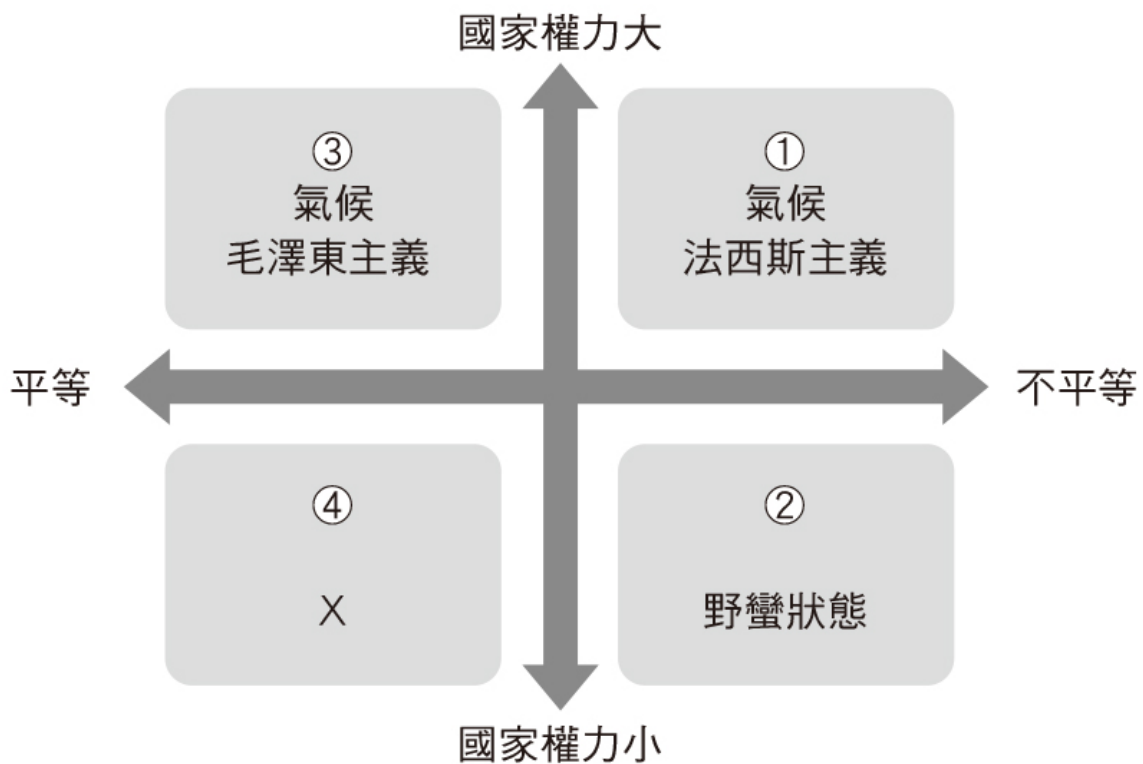 國家權力大
③
氣候
毛澤東主義
①
氣候
法西斯主義
平等
不平等
④
X
②
野蠻狀態
國家權力小